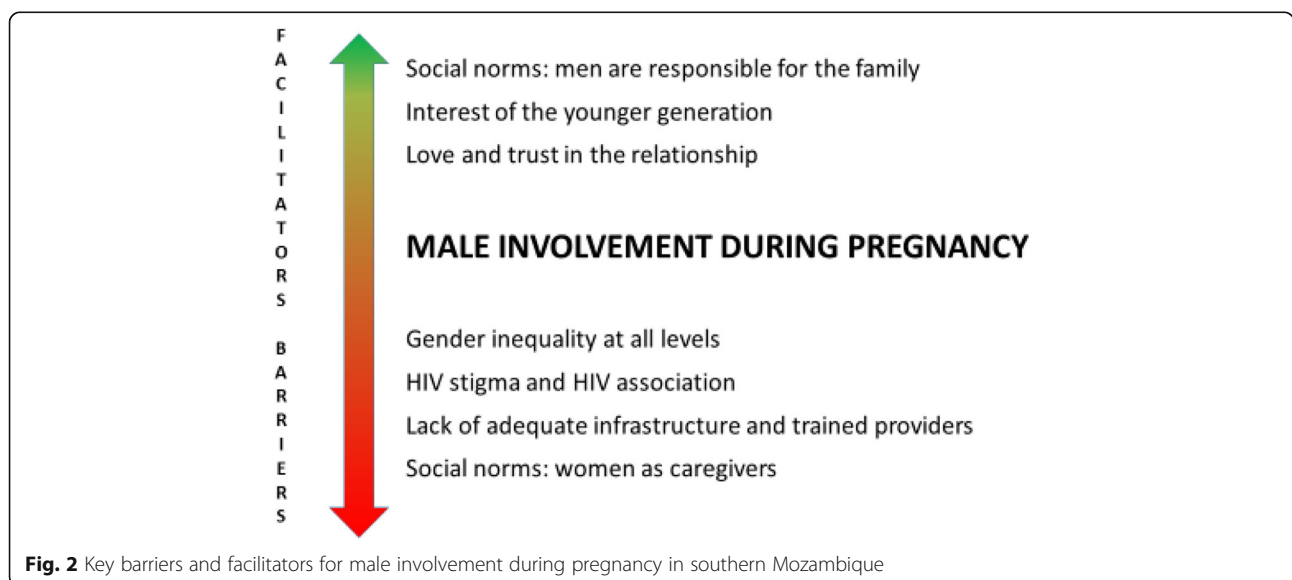 FACILITATORS
Social norms: men are responsible for the family
Interest of the younger generation
Love and trust in the relationship
MALE INVOLVEMENT DURING PREGNANCY
BARRIERS
Gender inequality at all levels
HIV stigma and HIV association
Lack of adequate infrastructure and trained providers
Social norms: women as caregivers
Fig. 2 Key barriers and facilitators for male involvement during pregnancy in southern Mozambique